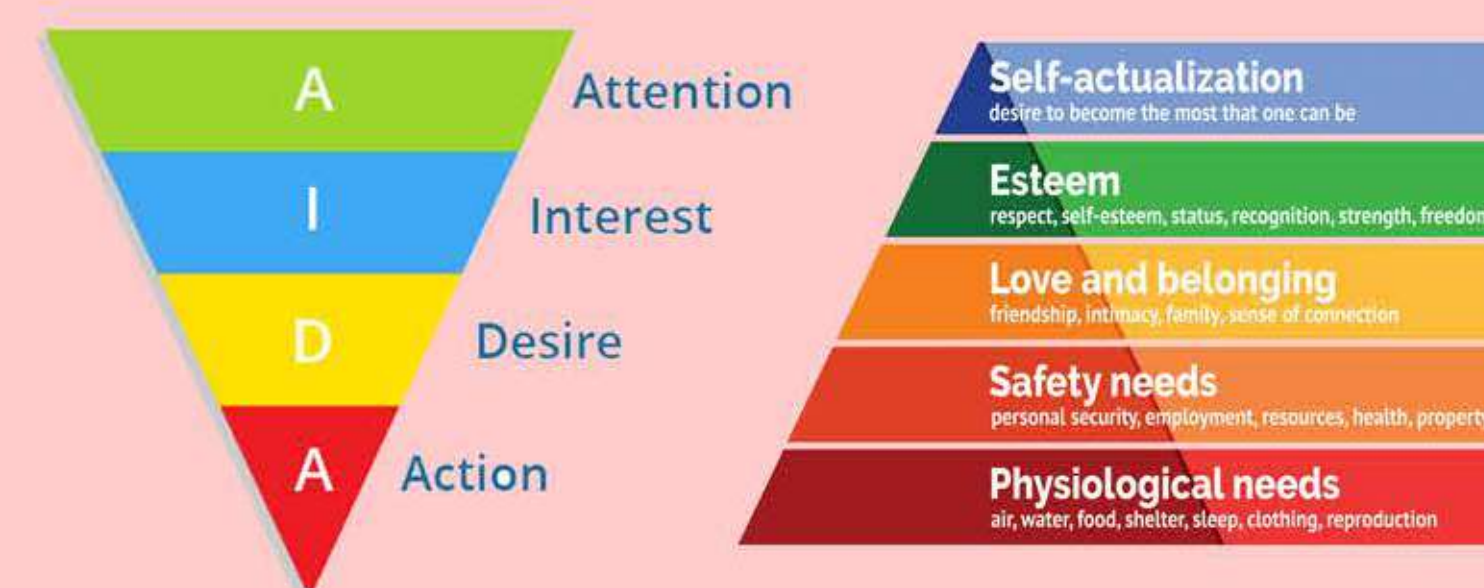 A
Attention
I
Interest
D
Desire
A
Action
Self-actualization
desire to become the most that one can be
Esteem
respect, self-esteem, status, recognition, strength, freedom
Love and belonging
friendship, intimacy, family, sense of connection
Safety needs
personal security, employment, resources, health, property
Physiological needs
air, water, food, shelter, sleep, clothing, reproduction